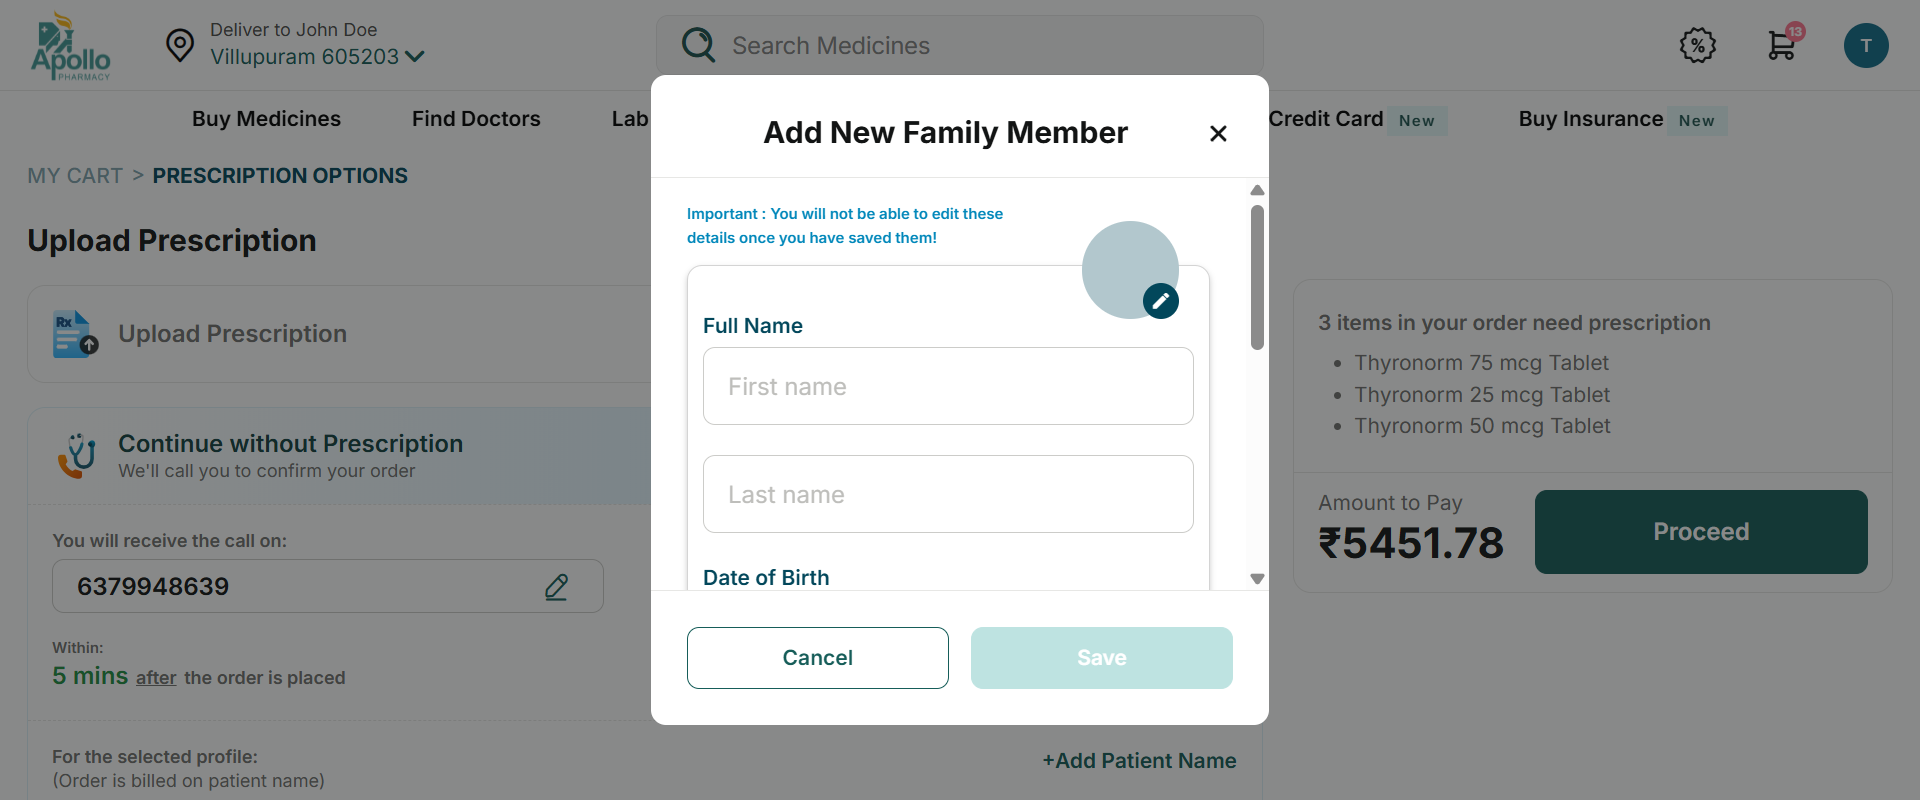 Apollo
PHARMACY
Deliver to John Doe
Villupuram 605203
Search Medicines
%
13
T
Buy Medicines
Find Doctors
Lab
Credit Card New
Buy Insurance New
MY CART > PRESCRIPTION OPTIONS
Upload Prescription
Rx
Upload Prescription
Continue without Prescription
We'll call you to confirm your order
You will receive the call on:
6379948639
Within:
5 mins after the order is placed
For the selected profile:
(Order is billed on patient name)
+Add Patient Name
Add New Family Member
Important : You will not be able to edit these
details once you have saved them!
Full Name
First name
Last name
Date of Birth
Cancel
Save
3 items in your order need prescription
• Thyronorm 75 mcg Tablet
• Thyronorm 25 mcg Tablet
• Thyronorm 50 mcg Tablet
Amount to Pay
₹5451.78
Proceed